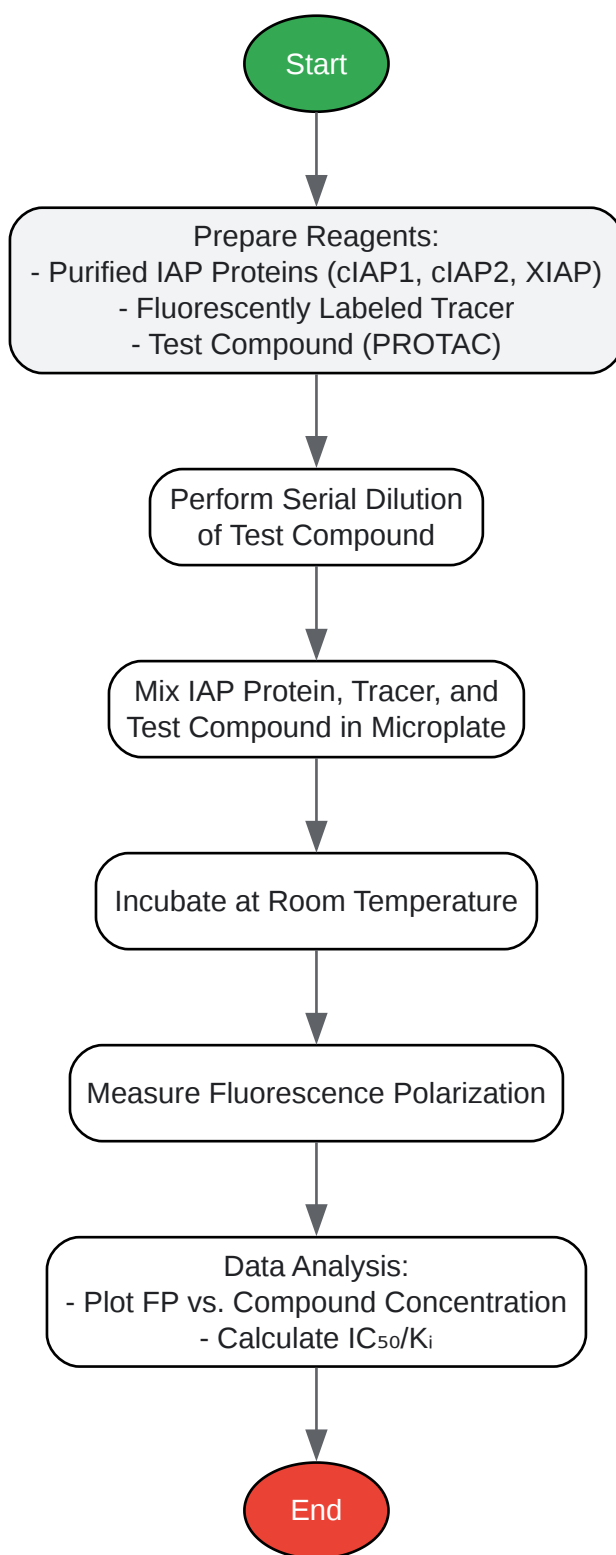 Start
Prepare Reagents:
- Purified IAP Proteins (cIAP1, cIAP2, XIAP)
- Fluorescently Labeled Tracer
- Test Compound (PROTAC)
Perform Serial Dilution
of Test Compound
Mix IAP Protein, Tracer, and
Test Compound in Microplate
Incubate at Room Temperature
Measure Fluorescence Polarization
Data Analysis:
- Plot FP vs. Compound Concentration
- Calculate IC₅₀/Kᵢ
End